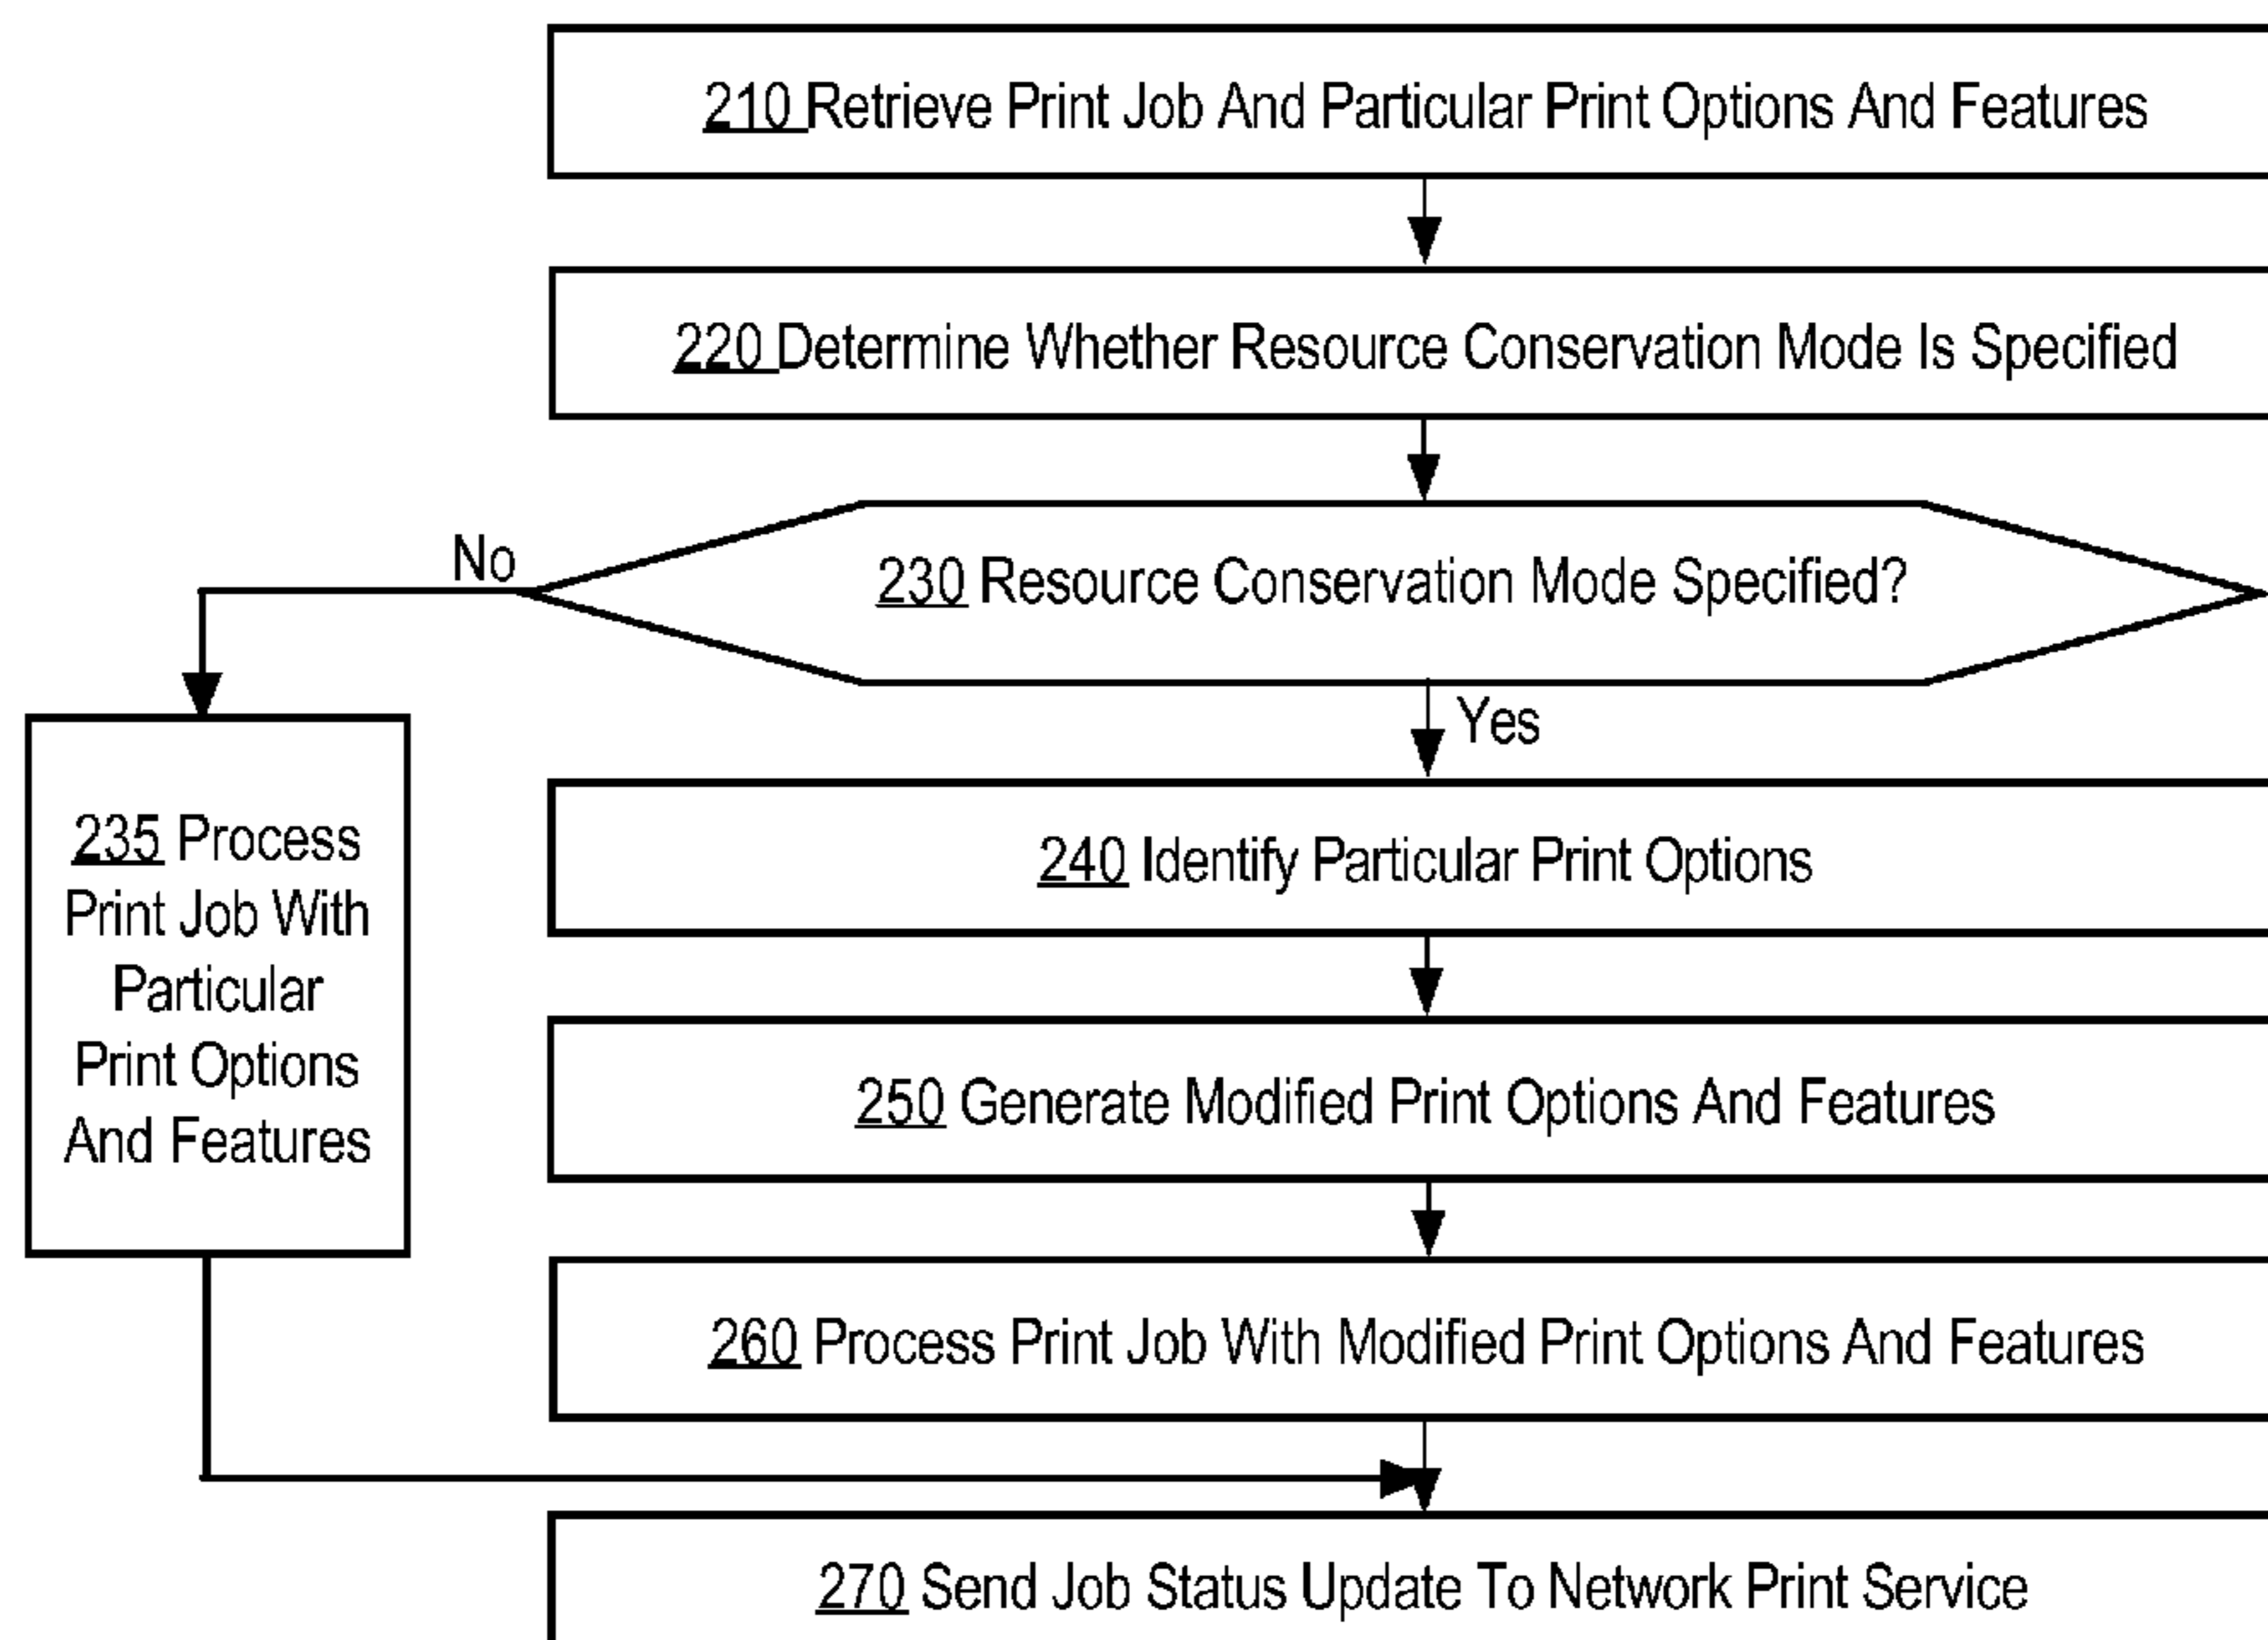 210 Retrieve Print Job And Particular Print Options And Features
220 Determine Whether Resource Conservation Mode Is Specified
No
230 Resource Conservation Mode Specified?
Yes
235 Process
Print Job With
Particular
Print Options
And Features
240 Identify Particular Print Options
250 Generate Modified Print Options And Features
260 Process Print Job With Modified Print Options And Features
270 Send Job Status Update To Network Print Service